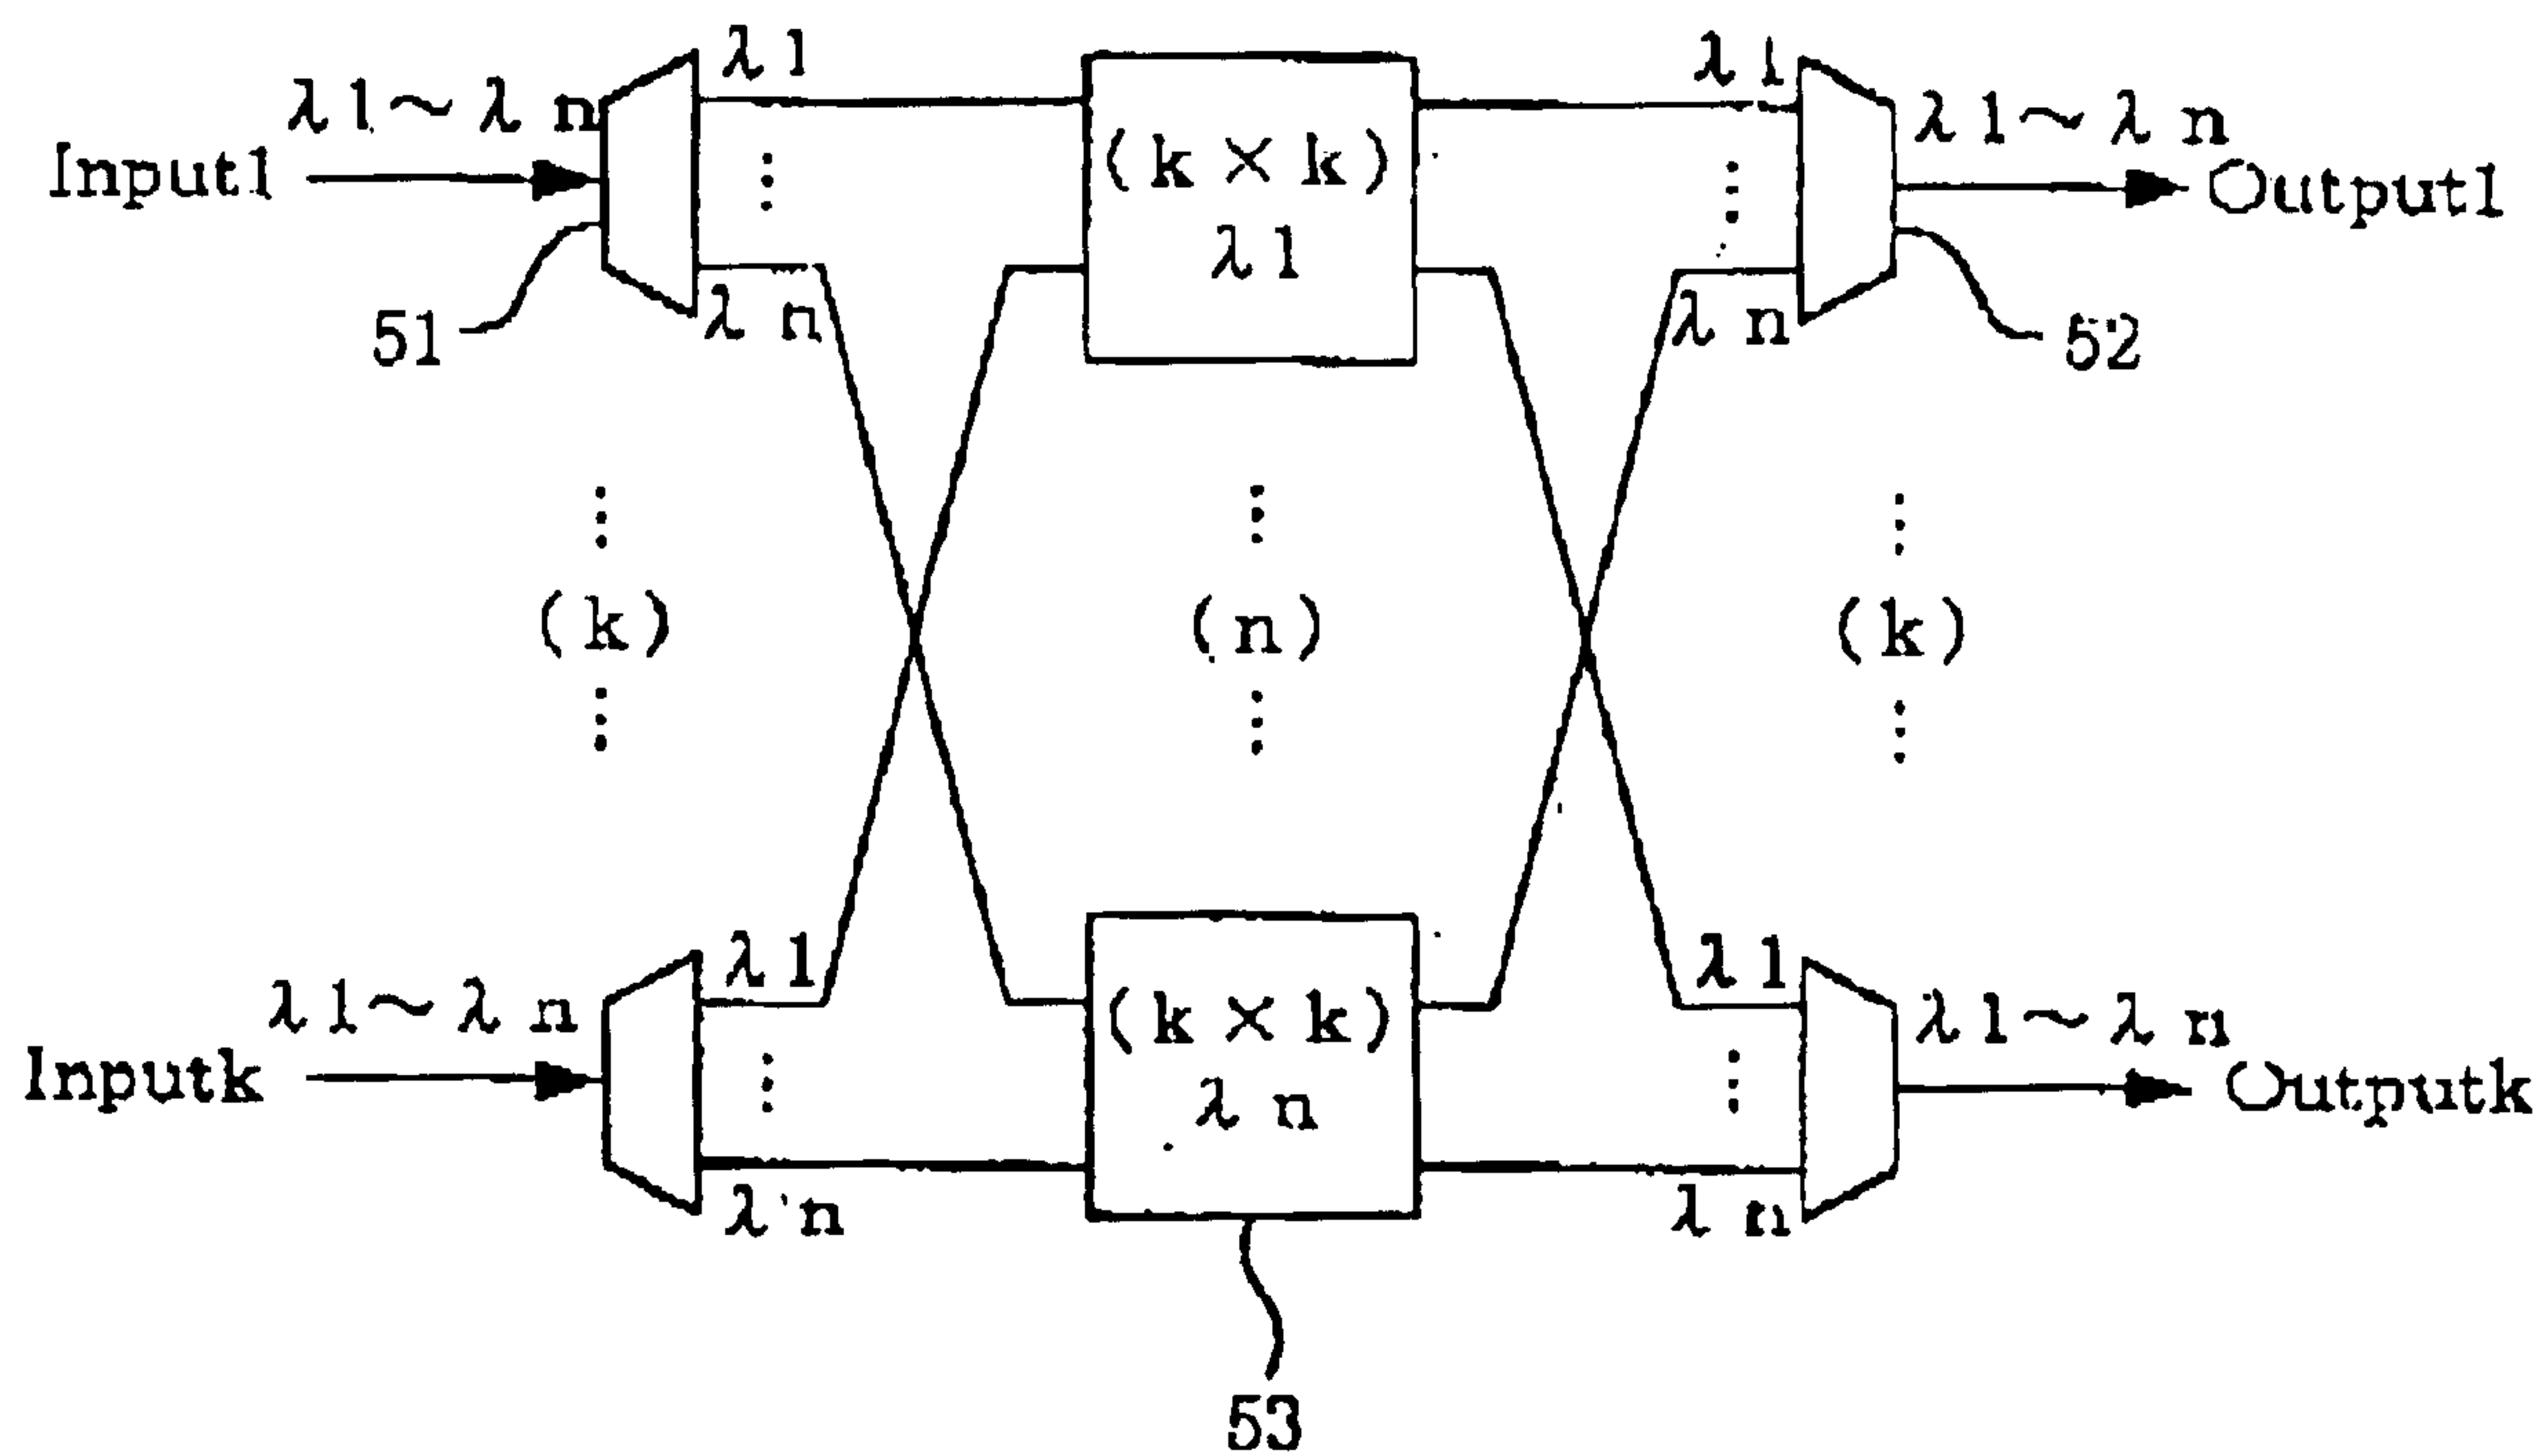 λ1 λ1
λ1~λn (k×k) λ1~λn
Input1 Output1
λ1
51 λn λn 52
⋮ ⋮ ⋮
(k) (n) (k)
⋮ ⋮ ⋮
λ1 λ1
λ1~λn (k×k) λ1~λn
Inputk Outputk
λn
λn λn
53